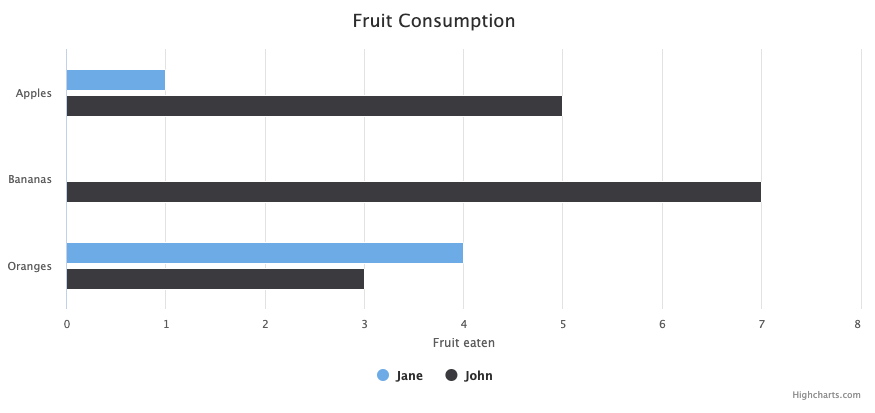 Fruit Consumption
Apples
Bananas
Oranges
0 1 2 3 4 5 6 7 8
Fruit eaten
Jane John
Highcharts.com